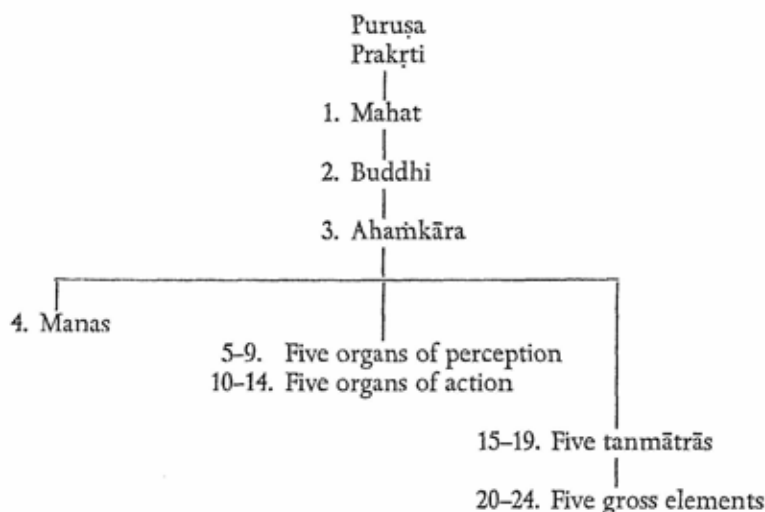 Puruṣa
Prakṛti
1. Mahat
2. Buddhi
3. Ahaṁkāra
4. Manas
5–9. Five organs of perception
10–14. Five organs of action
15–19. Five tanmātrās
20–24. Five gross elements